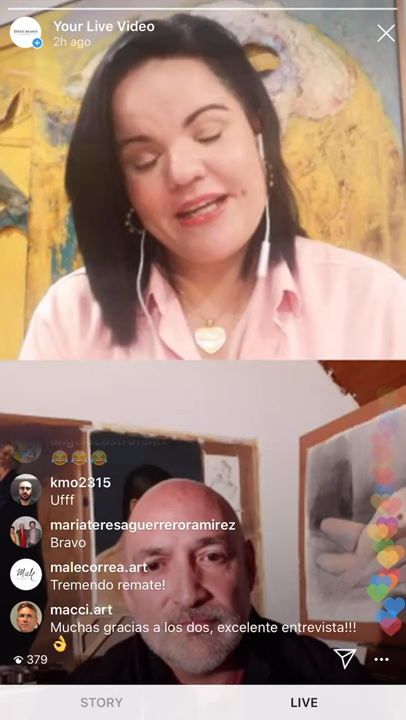 Your Live Video
2h ago
kmo2315
Ufff
mariateresaguerreroramirez
Bravo
malecorrea.art
Tremendo remate!
macci.art
Muchas gracias a los dos, excelente entrevista!!!
👌
379
STORY
LIVE